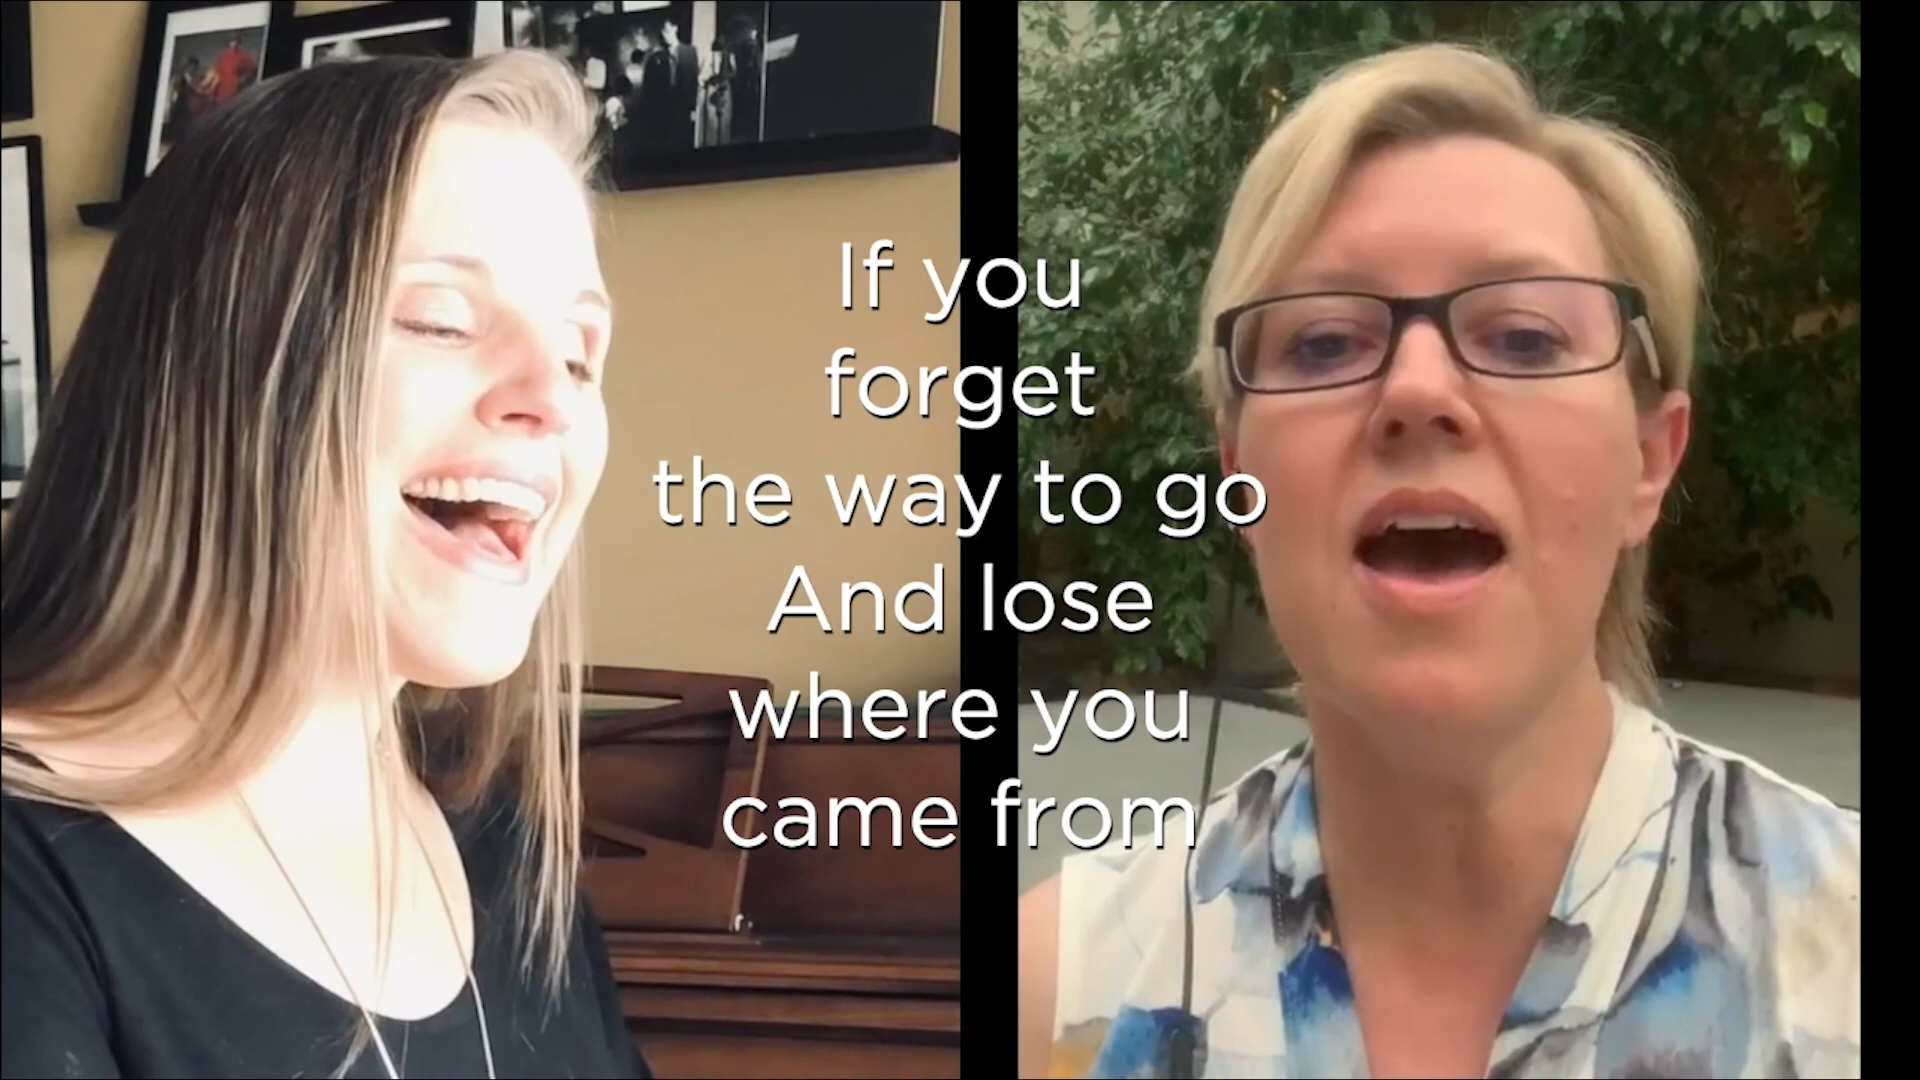 If you
forget
the way to go
And lose
where you
came from